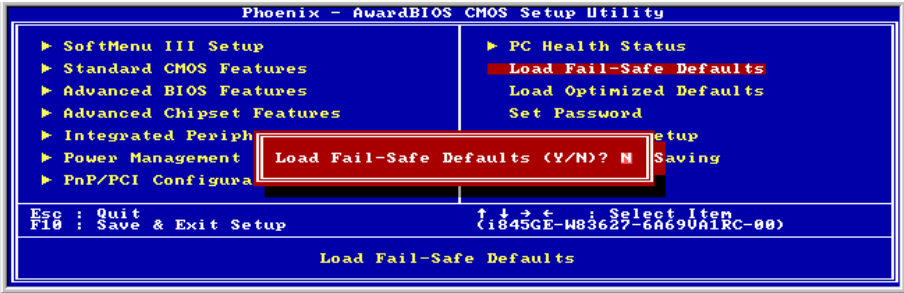 Phoenix - AwardBIOS CMOS Setup Utility
▶ SoftMenu III Setup
▶ Standard CMOS Features
▶ Advanced BIOS Features
▶ Advanced Chipset Features
▶ Integrated Periph
▶ Power Management
▶ PnP/PCI Configura
▶ PC Health Status
Load Fail-Safe Defaults
Load Optimized Defaults
Set Password
etup
Saving
Load Fail-Safe Defaults (Y/N)? N
Esc : Quit
F10 : Save & Exit Setup
↑ ↓ → ← : Select Item
(i845GE-W83627-6A69VA1RC-00)
Load Fail-Safe Defaults